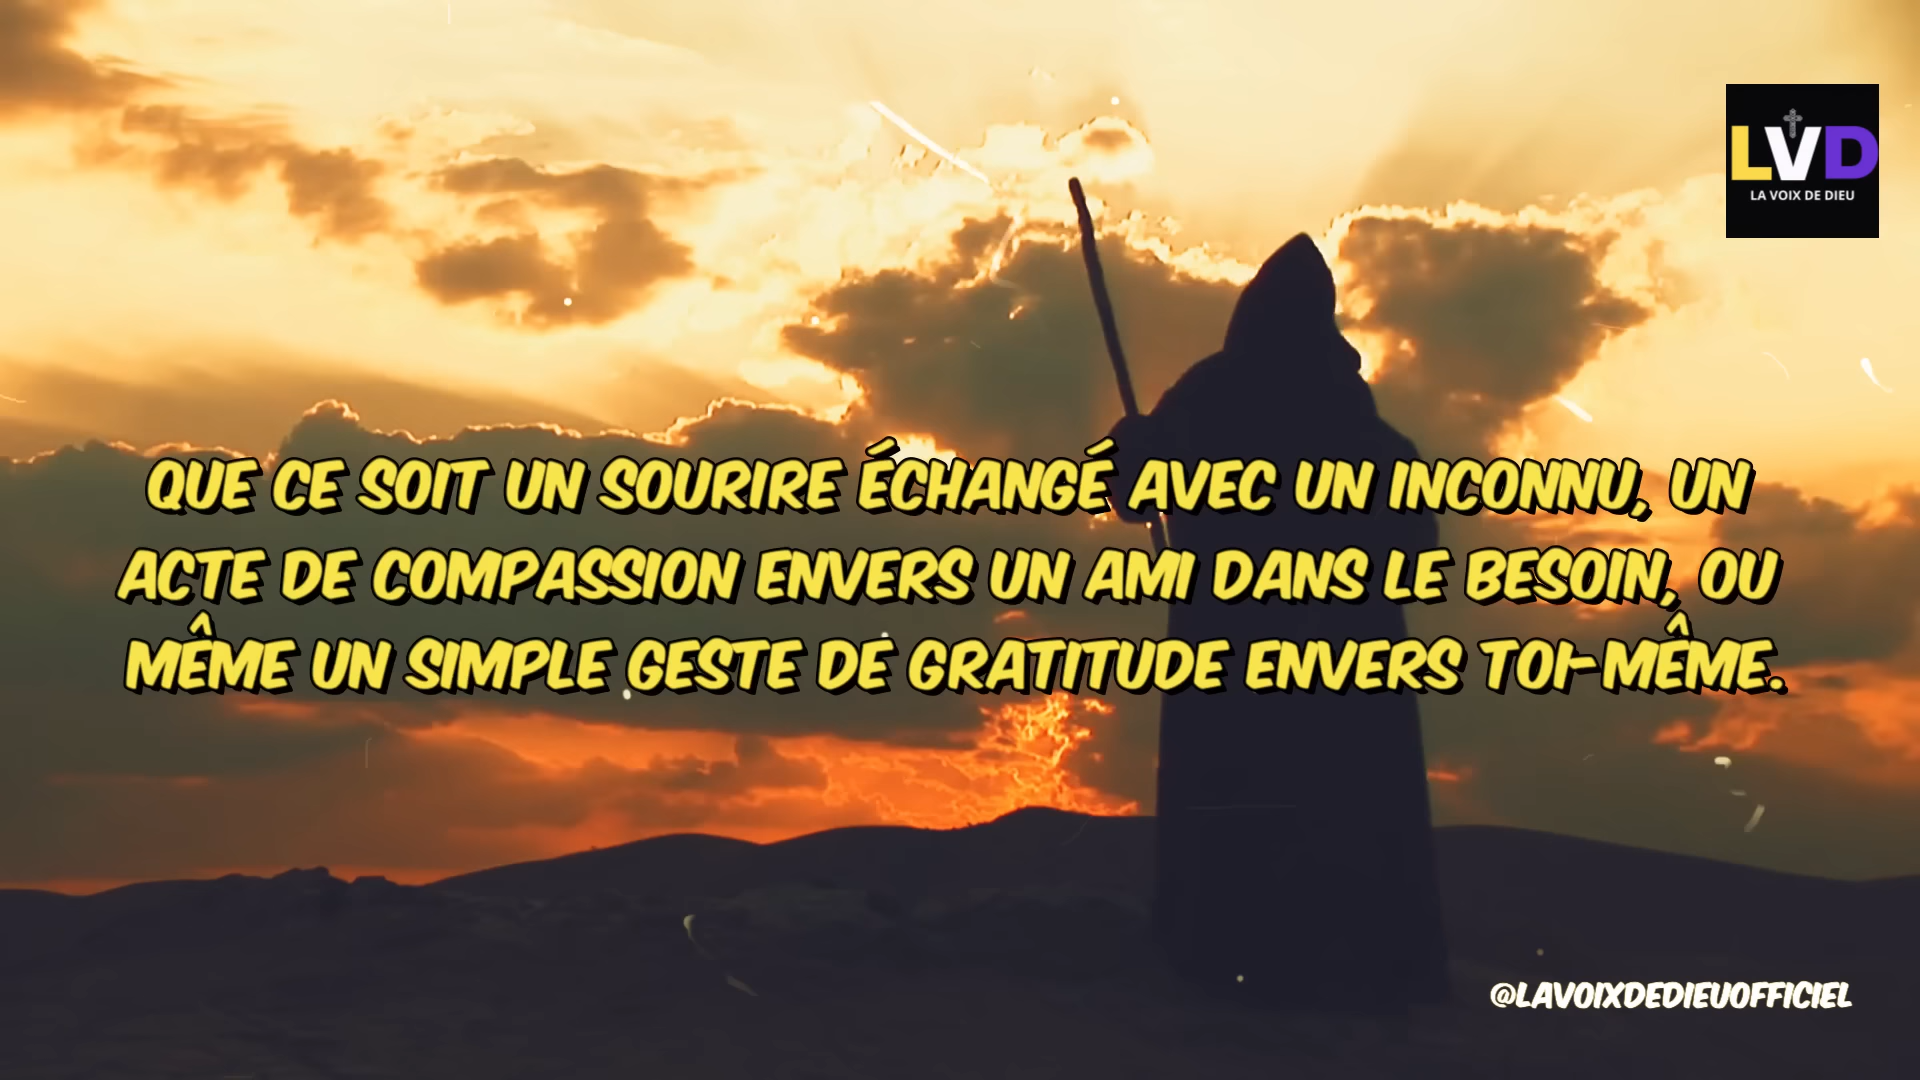 LVD
LA VOIX DE DIEU
QUE CE SOIT UN SOURIRE ÉCHANGÉ AVEC UN INCONNU, UN
ACTE DE COMPASSION ENVERS UN AMI DANS LE BESOIN, OU
MÊME UN SIMPLE GESTE DE GRATITUDE ENVERS TOI-MÊME.
@LAVOIXDEDIEUOFFICIEL